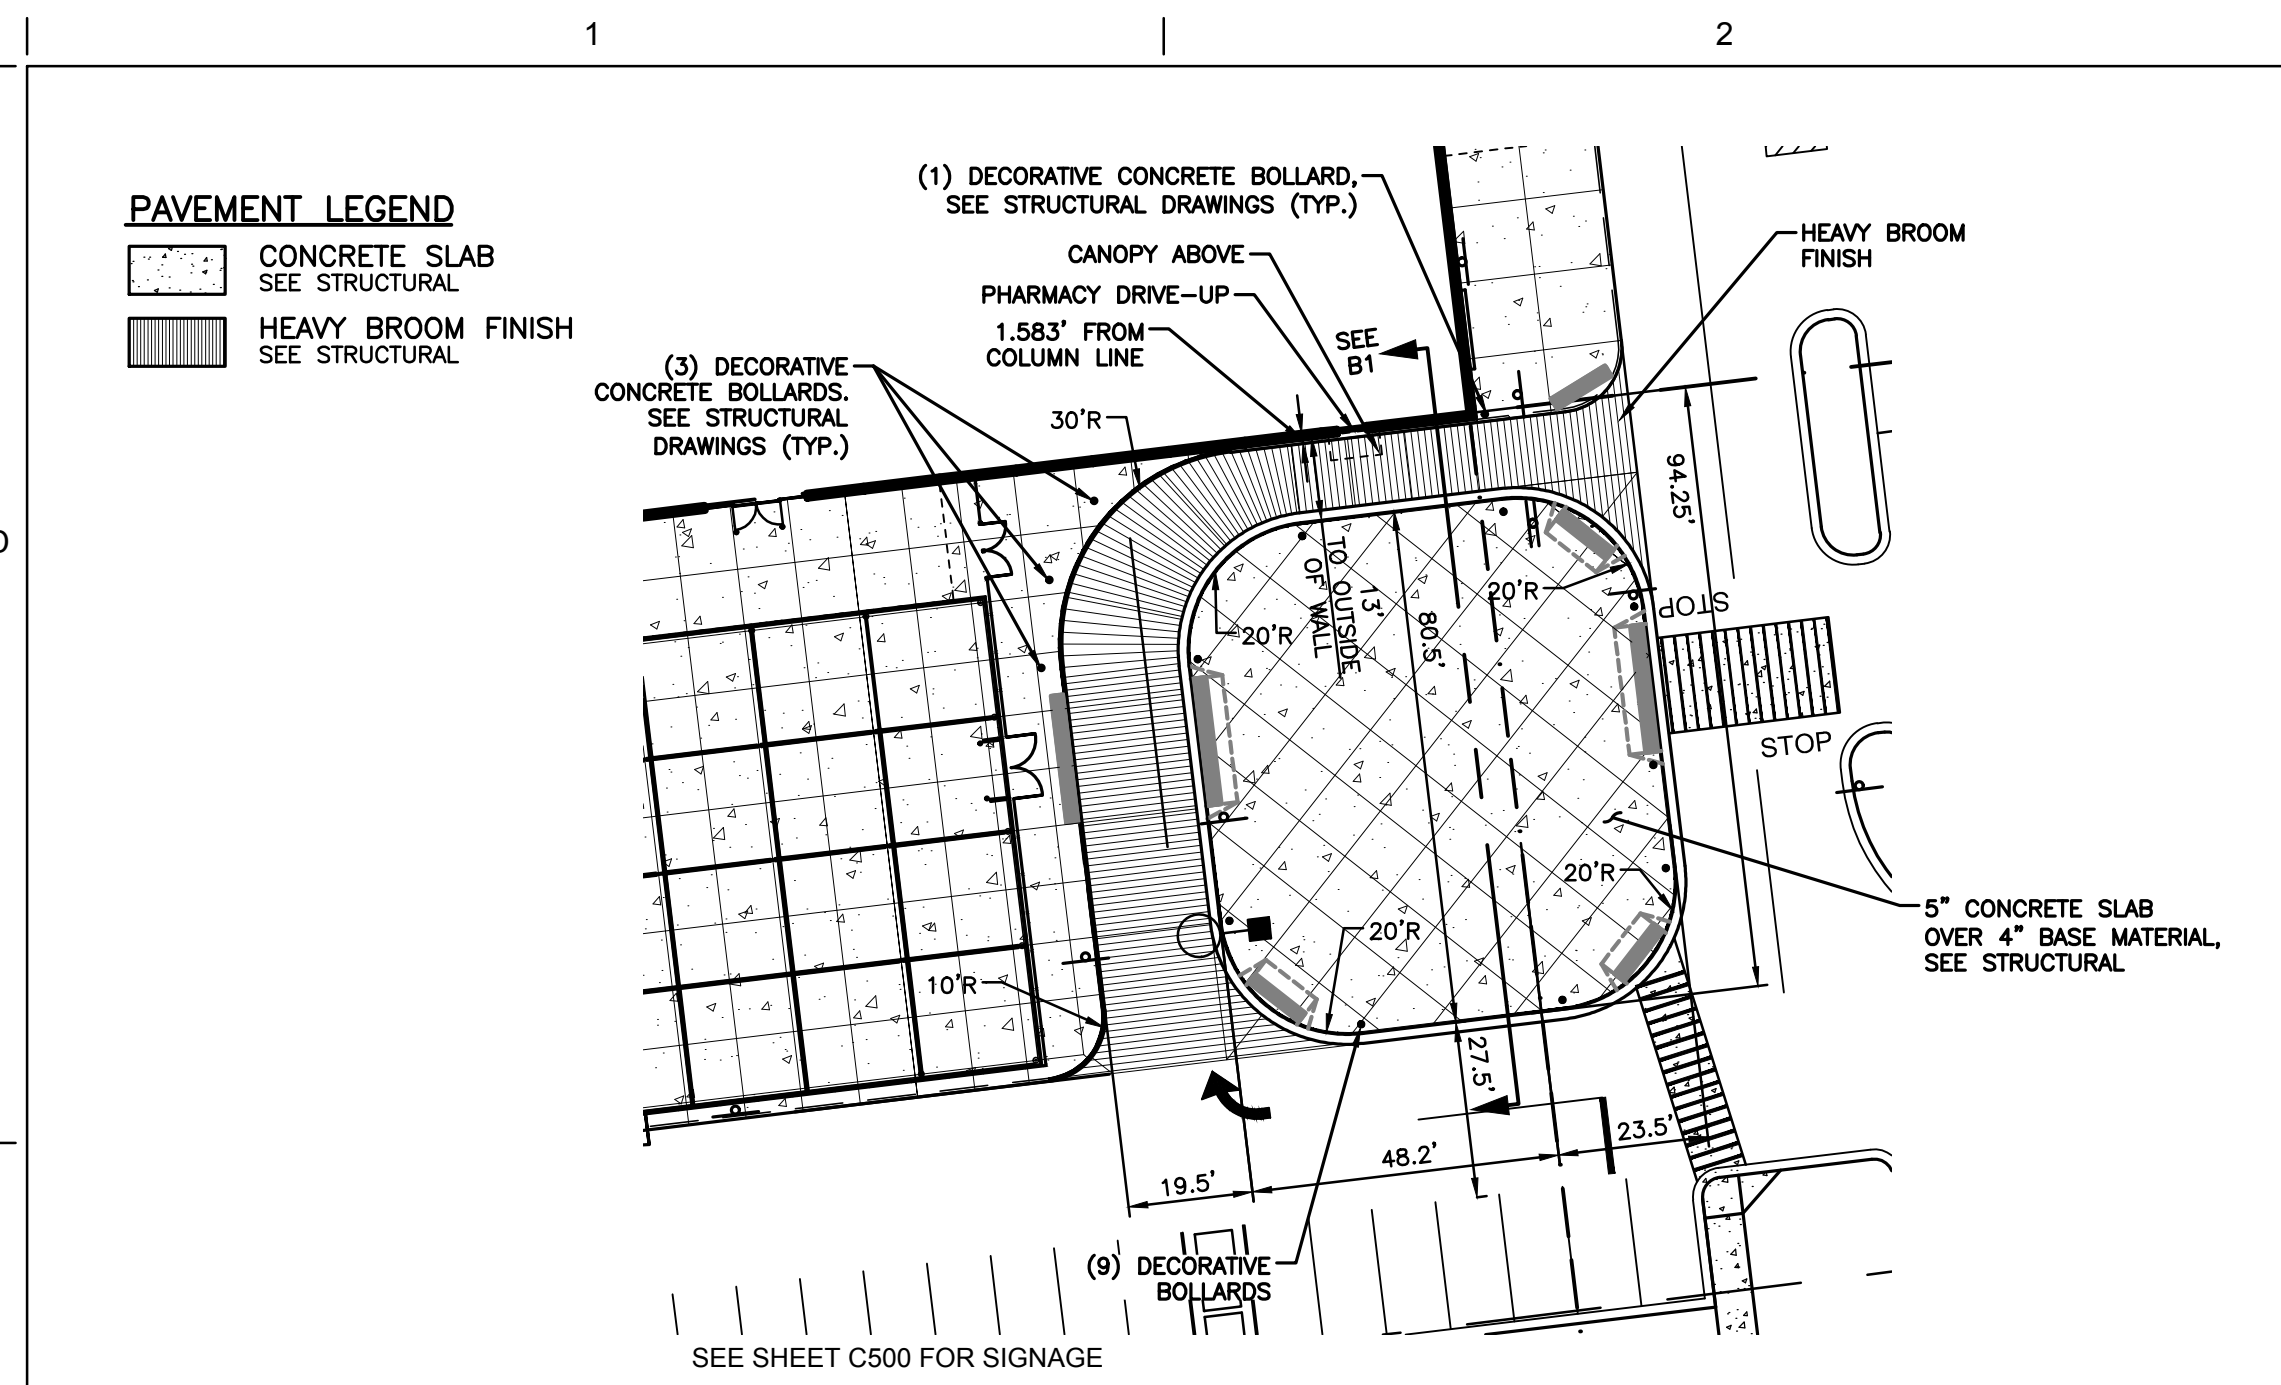 1
2
PAVEMENT LEGEND
CONCRETE SLAB
SEE STRUCTURAL
HEAVY BROOM FINISH
SEE STRUCTURAL
(1) DECORATIVE CONCRETE BOLLARD,
SEE STRUCTURAL DRAWINGS (TYP.)
CANOPY ABOVE
PHARMACY DRIVE-UP
1.583' FROM
COLUMN LINE
SEE
B1
HEAVY BROOM
FINISH
(3) DECORATIVE
CONCRETE BOLLARDS.
SEE STRUCTURAL
DRAWINGS (TYP.)
30'R
94.25'
13'
TO OUTSIDE
OF WALL
80.5'
20'R
20'R
STOP
STOP
20'R
20'R
10'R
5" CONCRETE SLAB
OVER 4" BASE MATERIAL,
SEE STRUCTURAL
27.5'
23.5'
48.2'
19.5'
(9) DECORATIVE
BOLLARDS
SEE SHEET C500 FOR SIGNAGE